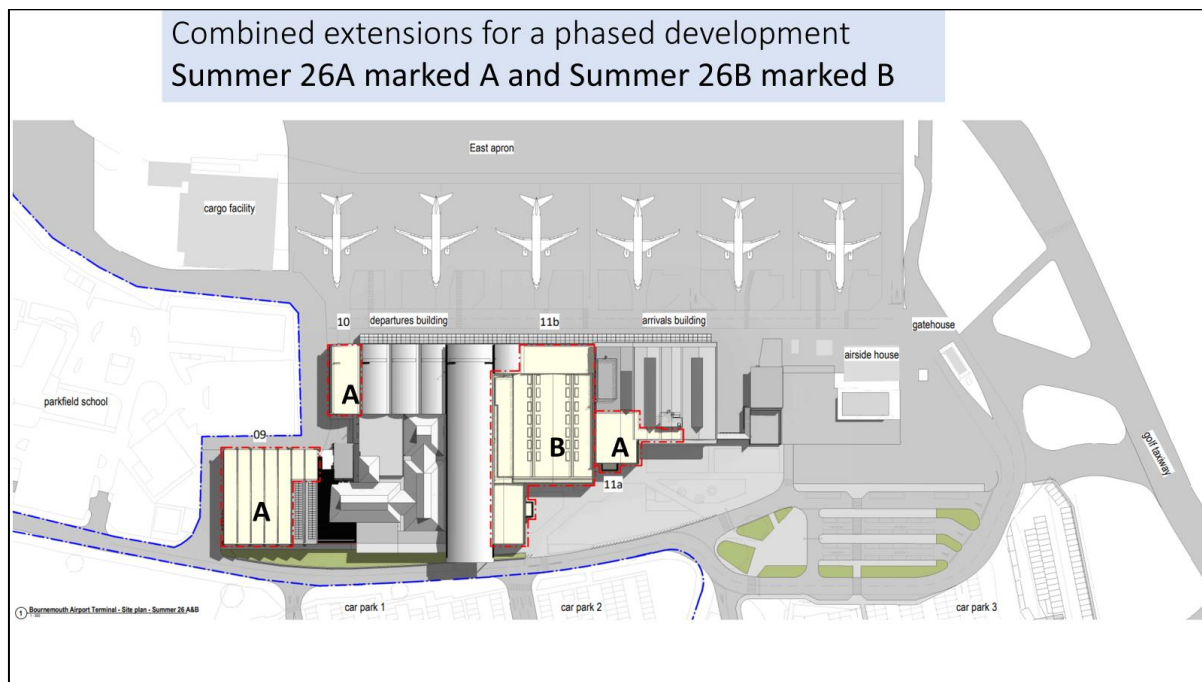 Combined extensions for a phased development
Summer 26A marked A and Summer 26B marked B
East apron
cargo facility
10
departures building
11b
arrivals building
gatehouse
airside house
parkfield school
A
09
B
A
11a
A
golf taxiway
1 Bournemouth Airport Terminal - Site plan - Summer 26 A&B
car park 1
car park 2
car park 3